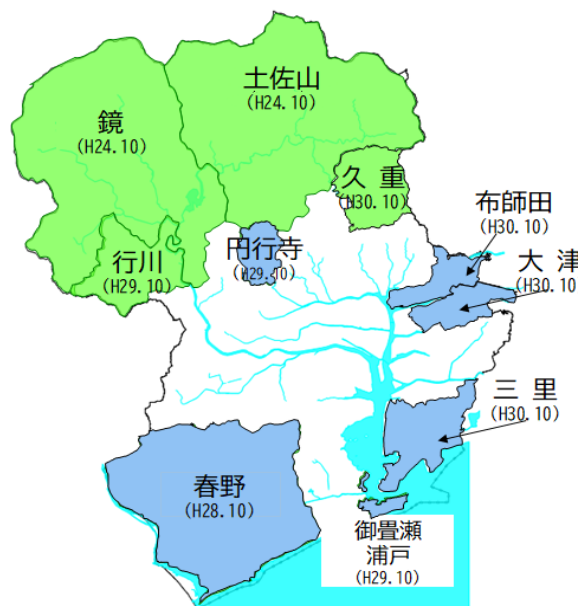 土佐山
(H24.10)
鏡
(H24.10)
久重
(H30.10)
布師田
(H30.10)
行川
(H29.10)
円行寺
(H29.10)
大津
(H30.10
三里
(H30.10)
春野
(H28.10)
御畳瀬
浦戸
(H29.10)